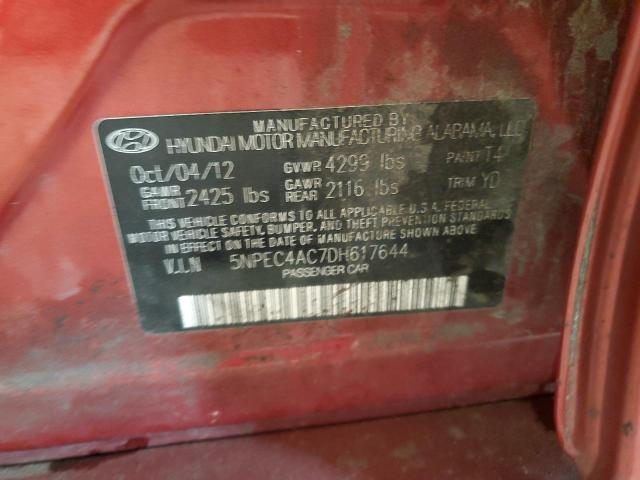 MANUFACTURED BY
HYUNDAI MOTOR MANUFACTURING ALABAMA, LLC
Oct/04/12 GVWR 4299 lbs PAINT T4
GAWR FRONT 2425 lbs GAWR REAR 2116 lbs TRIM YD
THIS VEHICLE CONFORMS TO APPLICABLE U.S.A. FEDERAL
MOTOR VEHICLE SAFETY, BUMPER, AND THEFT PREVENTION STANDARDS
IN EFFECT ON THE DATE OF MANUFACTURE SHOWN ABOVE.
V.I.N 5NPEC4AC7DH617644
PASSENGER CAR